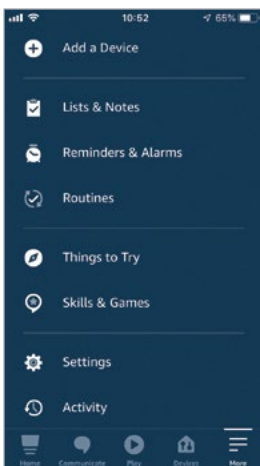 10:52 65%
Add a Device
Lists & Notes
Reminders & Alarms
Routines
Things to Try
Skills & Games
Settings
Activity
Home Communicate Play Devices More